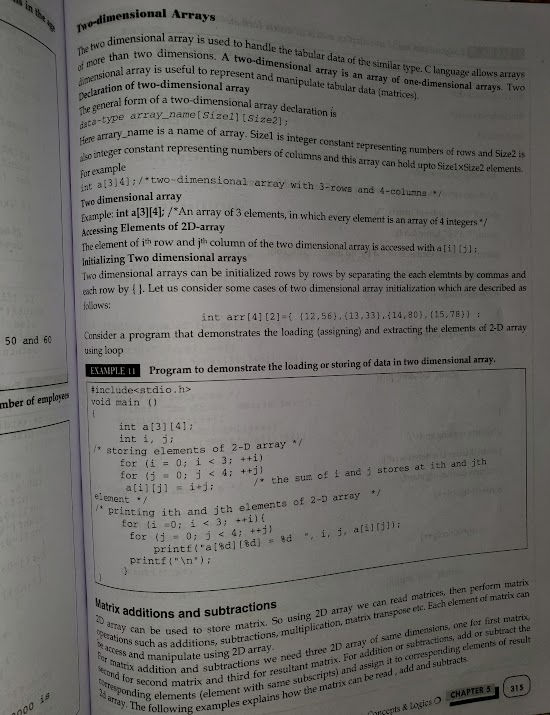 in the age
Two-dimensional Arrays
The two dimensional array is used to handle the tabular data of the similar type. C language allows arrays
of more than two dimensions. A two-dimensional array is an array of one-dimensional arrays. Two
dimensional array is useful to represent and manipulate tabular data (matrices).
Declaration of two-dimensional array
The general form of a two-dimensional array declaration is
data-type array_name[Size1][Size2];
Here arrary_name is a name of array. Size1 is integer constant representing numbers of rows and Size2 is
also integer constant representing numbers of columns and this array can hold upto Size1xSize2 elements.
For example
int a[3]4];/*two-dimensional array with 3-rows and 4-columns */
Two dimensional array
Example: int a[3][4]; /*An array of 3 elements, in which every element is an array of 4 integers */
Accessing Elements of 2D-array
The element of ith row and jth column of the two dimensional array is accessed with a[i][j];
Initializing Two dimensional arrays
Two dimensional arrays can be initialized rows by rows by separating the each elemtnts by commas and
each row by { }. Let us consider some cases of two dimensional array initialization which are described as
follows:
int arr[4][2]={ {12,56},{13,33},{14,80},{15,78}} ;
Consider a program that demonstrates the loading (assigning) and extracting the elements of 2-D array
using loop
50 and 60
EXAMPLE 11 Program to demonstrate the loading or storing of data in two dimensional array.
mber of employees
#include<stdio.h>
void main ()
{
int a[3][4];
int i, j;
/* storing elements of 2-D array */
for (i = 0; i < 3; ++i)
for (j = 0; j < 4; ++j)
a[i][j] = i+j; /* the sum of i and j stores at ith and jth
element */
/* printing ith and jth elements of 2-D array */
for (i =0; i < 3; ++i){
for (j = 0; j < 4; ++j)
printf("a[%d][%d] = %d ", i, j, a[i][j]);
printf("\n");
}
}
Matrix additions and subtractions
2D array can be used to store matrix. So using 2D array we can read matrices, then perform matrix
operations such as additions, subtractions, multiplication, matrix transpose etc. Each element of matrix can
be access and manipulate using 2D array.
For matrix addition and subtractions we need three 2D array of same dimensions, one for first matrix,
second for second matrix and third for resultant matrix. For addition or subtractions, add or subtract the
corresponding elements (element with same subscripts) and assign it to corresponding elements of result
2d array. The following examples explains how the matrix can be read , add and subtracts.
000 is
Concepts & Logics CHAPTER 5 315